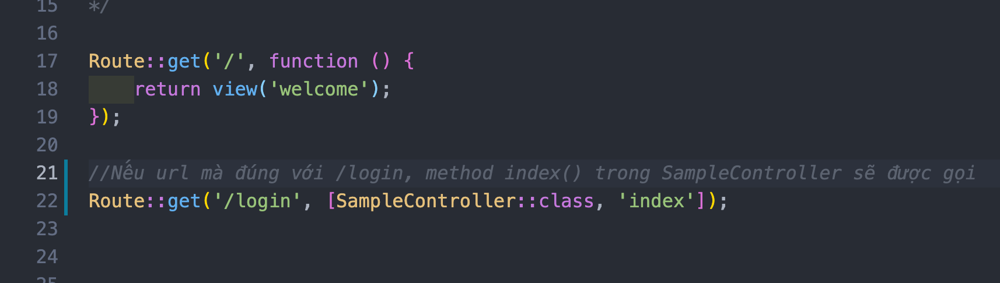 15 */
16
17 Route::get('/', function () {
18     return view('welcome');
19 });
20
21 //Nếu url mà đúng với /login, method index() trong SampleController sẽ được gọi
22 Route::get('/login', [SampleController::class, 'index']);
23
24
25